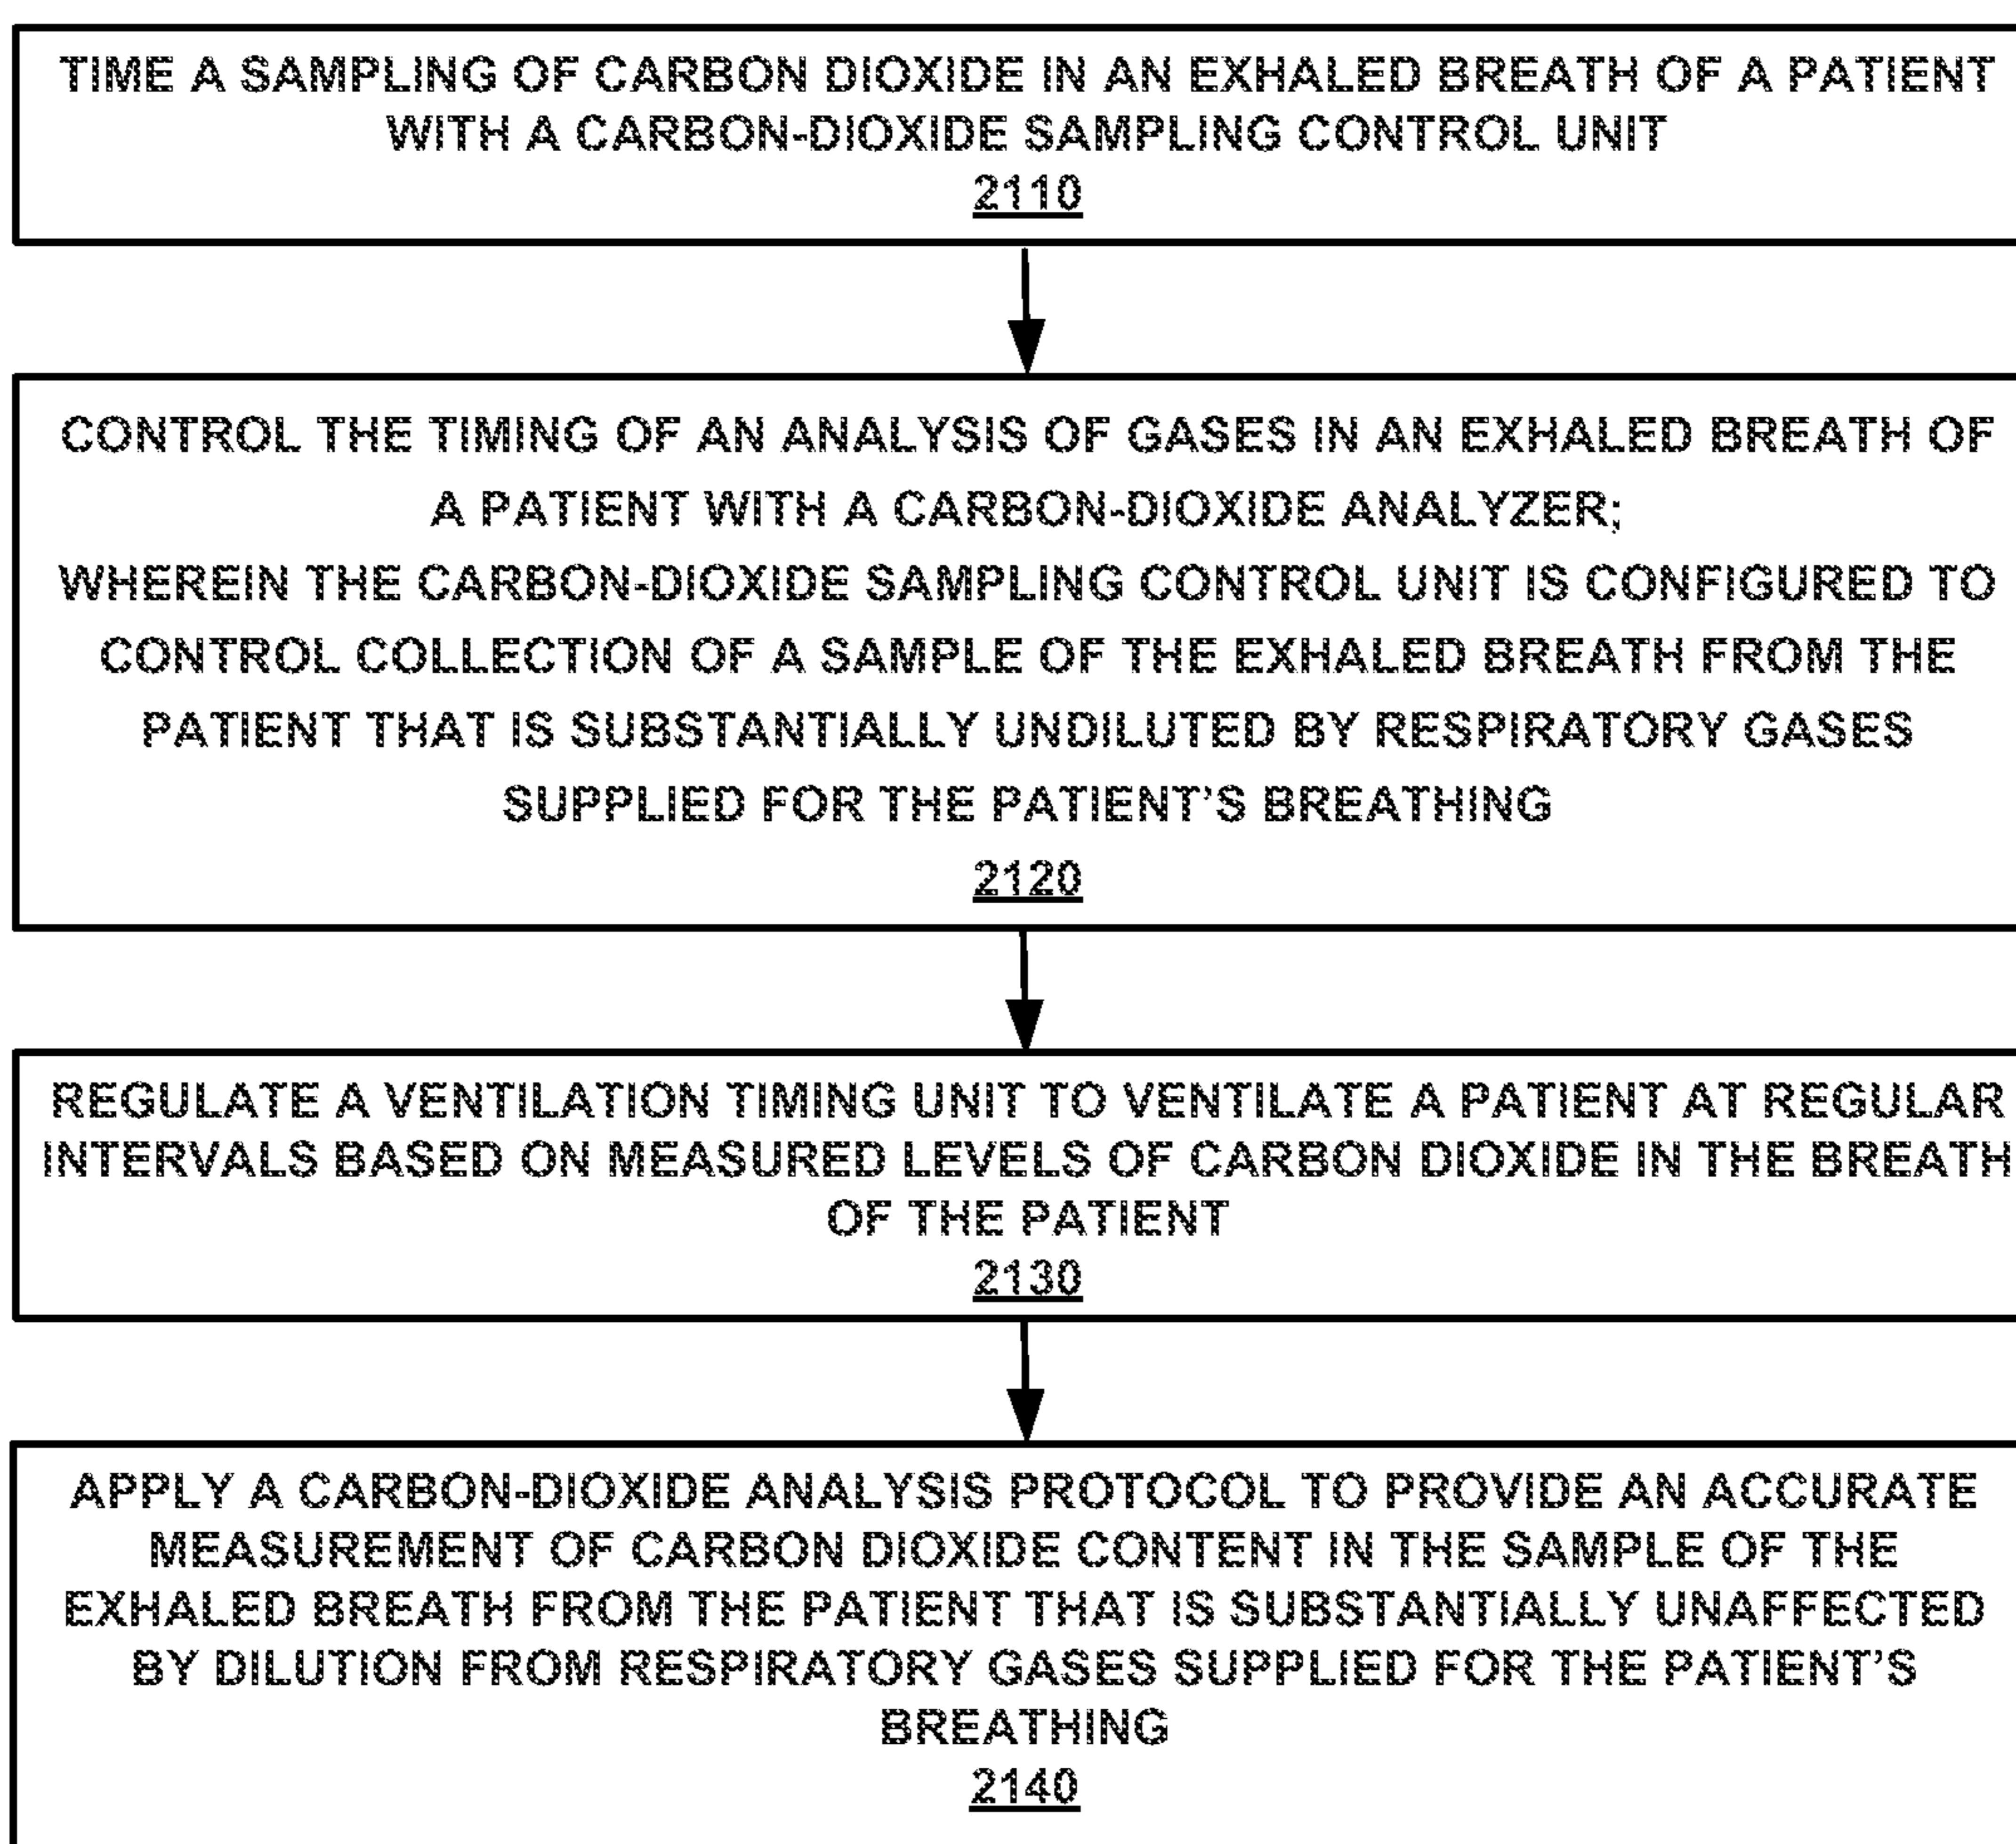 TIME A SAMPLING OF CARBON DIOXIDE IN AN EXHALED BREATH OF A PATIENT
WITH A CARBON-DIOXIDE SAMPLING CONTROL UNIT
2110
CONTROL THE TIMING OF AN ANALYSIS OF GASES IN AN EXHALED BREATH OF
A PATIENT WITH A CARBON-DIOXIDE ANALYZER;
WHEREIN THE CARBON-DIOXIDE SAMPLING CONTROL UNIT IS CONFIGURED TO
CONTROL COLLECTION OF A SAMPLE OF THE EXHALED BREATH FROM THE
PATIENT THAT IS SUBSTANTIALLY UNDILUTED BY RESPIRATORY GASES
SUPPLIED FOR THE PATIENT'S BREATHING
2120
REGULATE A VENTILATION TIMING UNIT TO VENTILATE A PATIENT AT REGULAR
INTERVALS BASED ON MEASURED LEVELS OF CARBON DIOXIDE IN THE BREATH
OF THE PATIENT
2130
APPLY A CARBON-DIOXIDE ANALYSIS PROTOCOL TO PROVIDE AN ACCURATE
MEASUREMENT OF CARBON DIOXIDE CONTENT IN THE SAMPLE OF THE
EXHALED BREATH FROM THE PATIENT THAT IS SUBSTANTIALLY UNAFFECTED
BY DILUTION FROM RESPIRATORY GASES SUPPLIED FOR THE PATIENT'S
BREATHING
2140